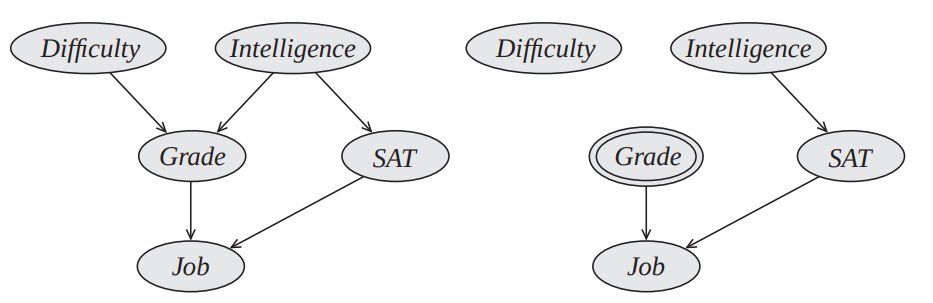 Difficulty Intelligence Difficulty Intelligence
Grade SAT Grade SAT
Job Job